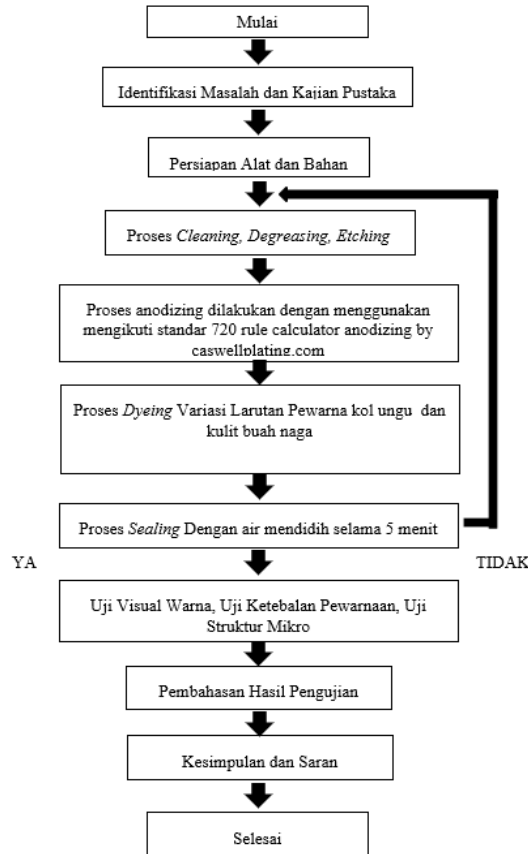 Mulai
Identifikasi Masalah dan Kajian Pustaka
Persiapan Alat dan Bahan
Proses Cleaning, Degreasing, Etching
Proses anodizing dilakukan dengan menggunakan
mengikuti standar 720 rule calculator anodizing by
caswellplating.com
Proses Dyeing Variasi Larutan Pewarna kol ungu dan
kulit buah naga
Proses Sealing Dengan air mendidih selama 5 menit
YA
TIDAK
Uji Visual Warna, Uji Ketebalan Pewarnaan, Uji
Struktur Mikro
Pembahasan Hasil Pengujian
Kesimpulan dan Saran
Selesai